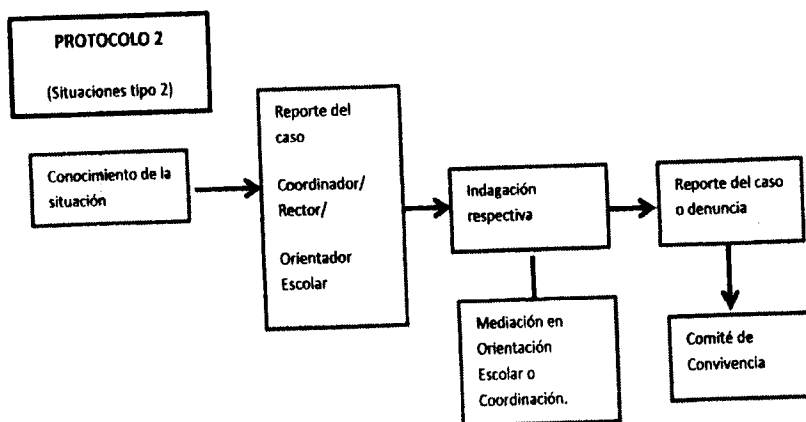 PROTOCOLO 2
(Situaciones tipo 2)
Conocimiento de la
situación
Reporte del
caso
Coordinador/
Rector/
Orientador
Escolar
Indagación
respectiva
Mediación en
Orientación
Escolar o
Coordinación.
Reporte del caso
o denuncia
Comité de
Convivencia